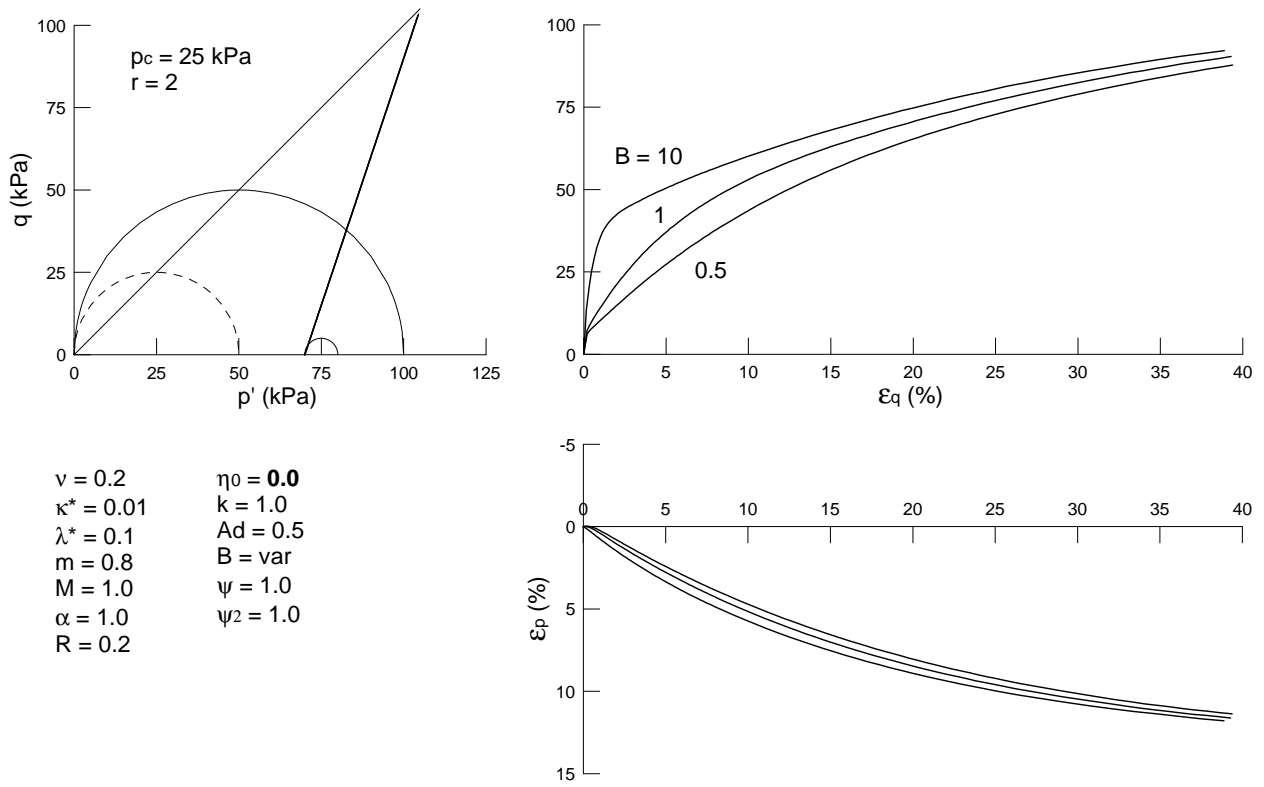 100
75
50
25
0
q (kPa)
pc = 25 kPa
r = 2
0 25 50 75 100 125
p' (kPa)
100
75
50
25
0
B = 10
1
0.5
0 5 10 15 20 25 30 35 40
εq (%)
ν = 0.2
κ* = 0.01
λ* = 0.1
m = 0.8
M = 1.0
α = 1.0
R = 0.2
η0 = 0.0
k = 1.0
Ad = 0.5
B = var
ψ = 1.0
ψ2 = 1.0
-5
0
5
10
15
εp (%)
0 5 10 15 20 25 30 35 40